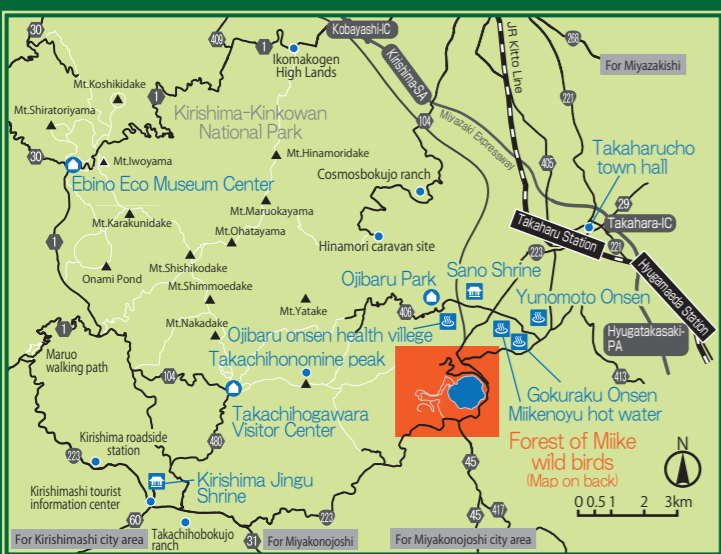 30
409
1
Kobayashi-IC
Ikomakogen
High Lands
Kirishima-SA
JR Kitto Line
268
For Miyazakishi
Mt.Koshikidake
1
Mt.Shiratoriyama
Kirishima-Kinkowan
National Park
104
Miyazaki Expressway
221
30
Mt.Iwoyama
Mt.Hinamoridake
405
Takaharucho
town hall
Ebino Eco Museum Center
Cosmosbokujo ranch
29
Mt.Maruokayama
Mt.Karakunidake
Takaharu Station
Takahara-IC
1
Mt.Ohatayama
Hinamori caravan site
223
221
Mt.Shishikodake
Onami Pond
Ojibaru Park
Sano Shrine
Hyugamaeda Station
Mt.Shimmoedake
Mt.Yatake
Yunomoto Onsen
406
Mt.Nakadake
Ojibaru onsen health villege
Hyugatakasaki-
PA
1
Maruo
walking path
Takachihonomine peak
413
104
Gokuraku Onsen
Miikenoyu hot water
Takachihogawara
Visitor Center
Forest of Miike
wild birds
(Map on back)
N
Kirishima roadside
station
480
223
45
Kirishima Jingu
Shrine
0 0.5 1 2 3km
Kirishimashi tourist
information center
223
45
417
60
Takachihobokujo
ranch
31
For Kirishimashi city area
For Miyakonojoshi
For Miyakonojoshi city area